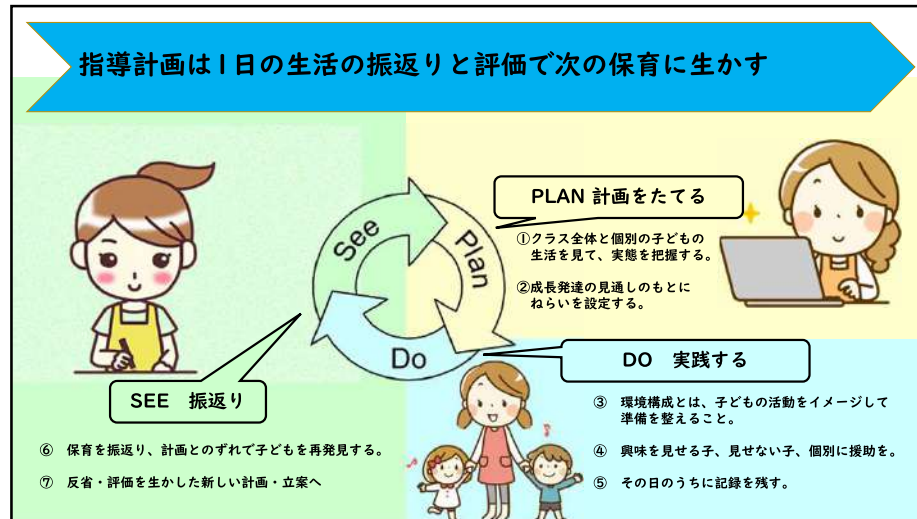 指導計画は1日の生活の振返りと評価で次の保育に生かす
PLAN 計画をたてる
①クラス全体と個別の子どもの
生活を見て、実態を把握する。
②成長発達の見通しのもとに
ねらいを設定する。
See
Plan
Do
DO 実践する
③ 環境構成とは、子どもの活動をイメージして
準備を整えること。
④ 興味を見せる子、見せない子、個別に援助を。
⑤ その日のうちに記録を残す。
SEE 振返り
⑥ 保育を振返り、計画とのずれで子どもを再発見する。
⑦ 反省・評価を生かした新しい計画・立案へ